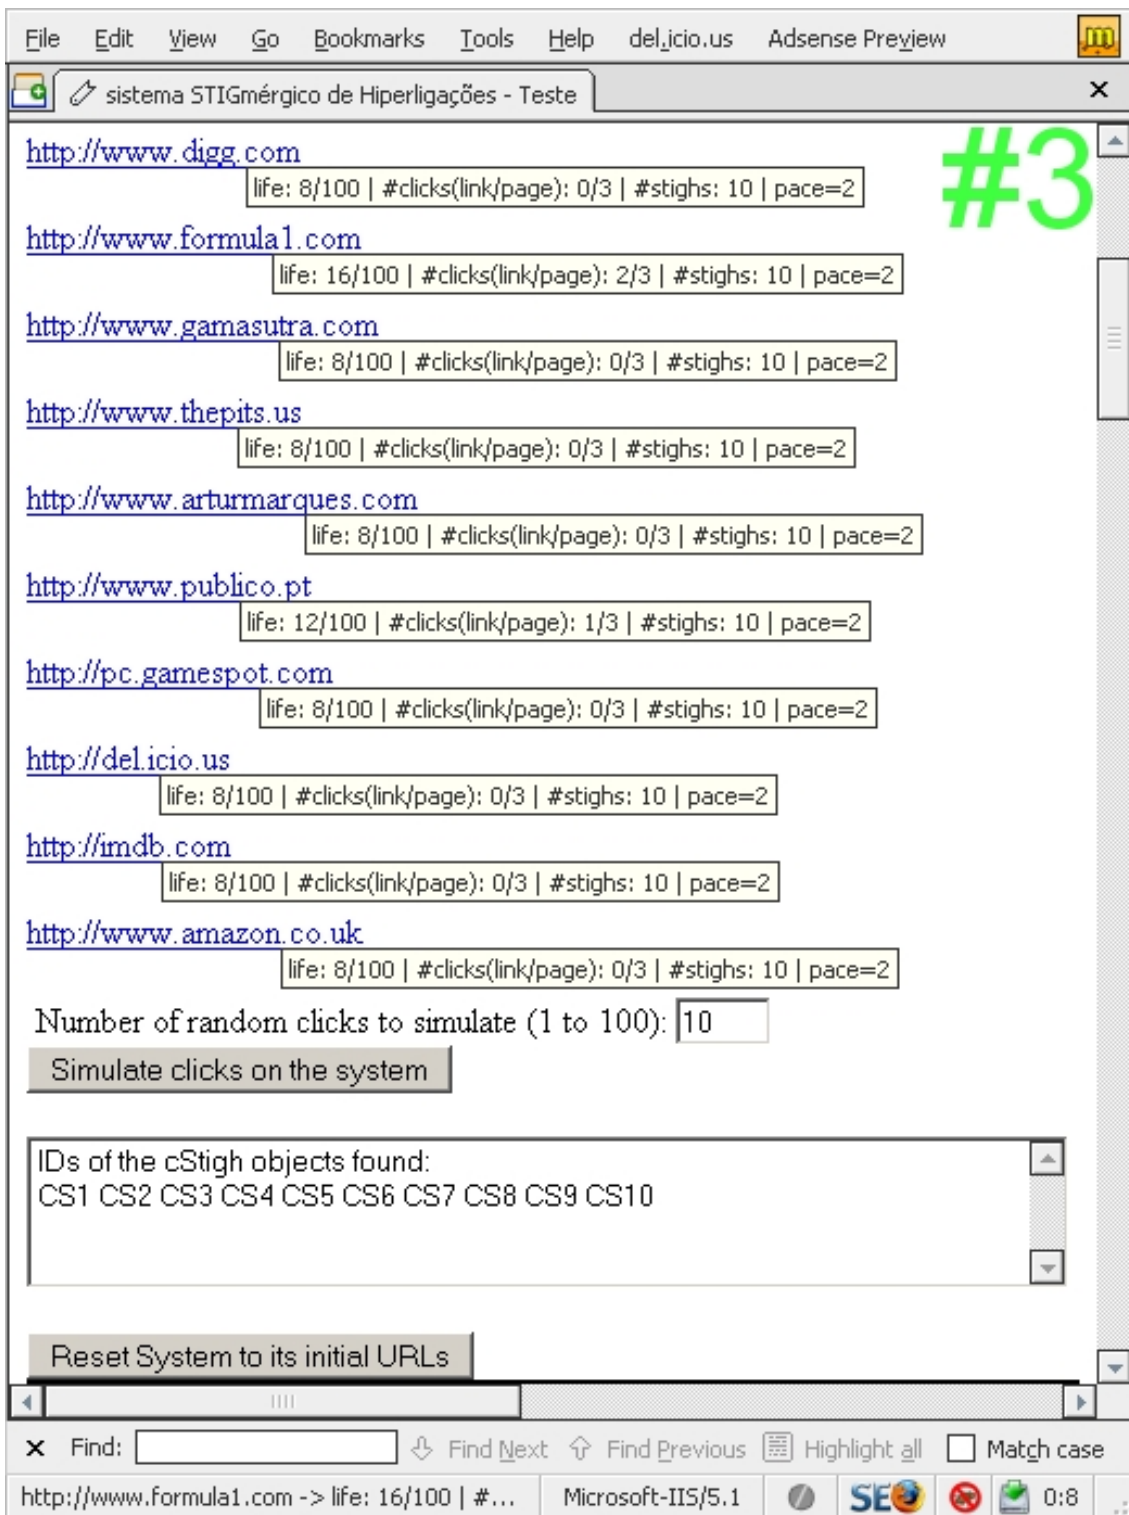 File Edit View Go Bookmarks Tools Help del.icio.us Adsense Preview
sistema STIGmérgico de Hiperligações - Teste
#3
http://www.digg.com
life: 8/100 | #clicks(link/page): 0/3 | #stighs: 10 | pace=2
http://www.formula1.com
life: 16/100 | #clicks(link/page): 2/3 | #stighs: 10 | pace=2
http://www.gamasutra.com
life: 8/100 | #clicks(link/page): 0/3 | #stighs: 10 | pace=2
http://www.thepits.us
life: 8/100 | #clicks(link/page): 0/3 | #stighs: 10 | pace=2
http://www.arturmarques.com
life: 8/100 | #clicks(link/page): 0/3 | #stighs: 10 | pace=2
http://www.publico.pt
life: 12/100 | #clicks(link/page): 1/3 | #stighs: 10 | pace=2
http://pc.gamespot.com
life: 8/100 | #clicks(link/page): 0/3 | #stighs: 10 | pace=2
http://del.icio.us
life: 8/100 | #clicks(link/page): 0/3 | #stighs: 10 | pace=2
http://imdb.com
life: 8/100 | #clicks(link/page): 0/3 | #stighs: 10 | pace=2
http://www.amazon.co.uk
life: 8/100 | #clicks(link/page): 0/3 | #stighs: 10 | pace=2
Number of random clicks to simulate (1 to 100): 10
Simulate clicks on the system
IDs of the cStigh objects found:
CS1 CS2 CS3 CS4 CS5 CS6 CS7 CS8 CS9 CS10
Reset System to its initial URLs
Find: Find Next Find Previous Highlight all Match case
http://www.formula1.com -> life: 16/100 | #... Microsoft-IIS/5.1 SEO 0:8